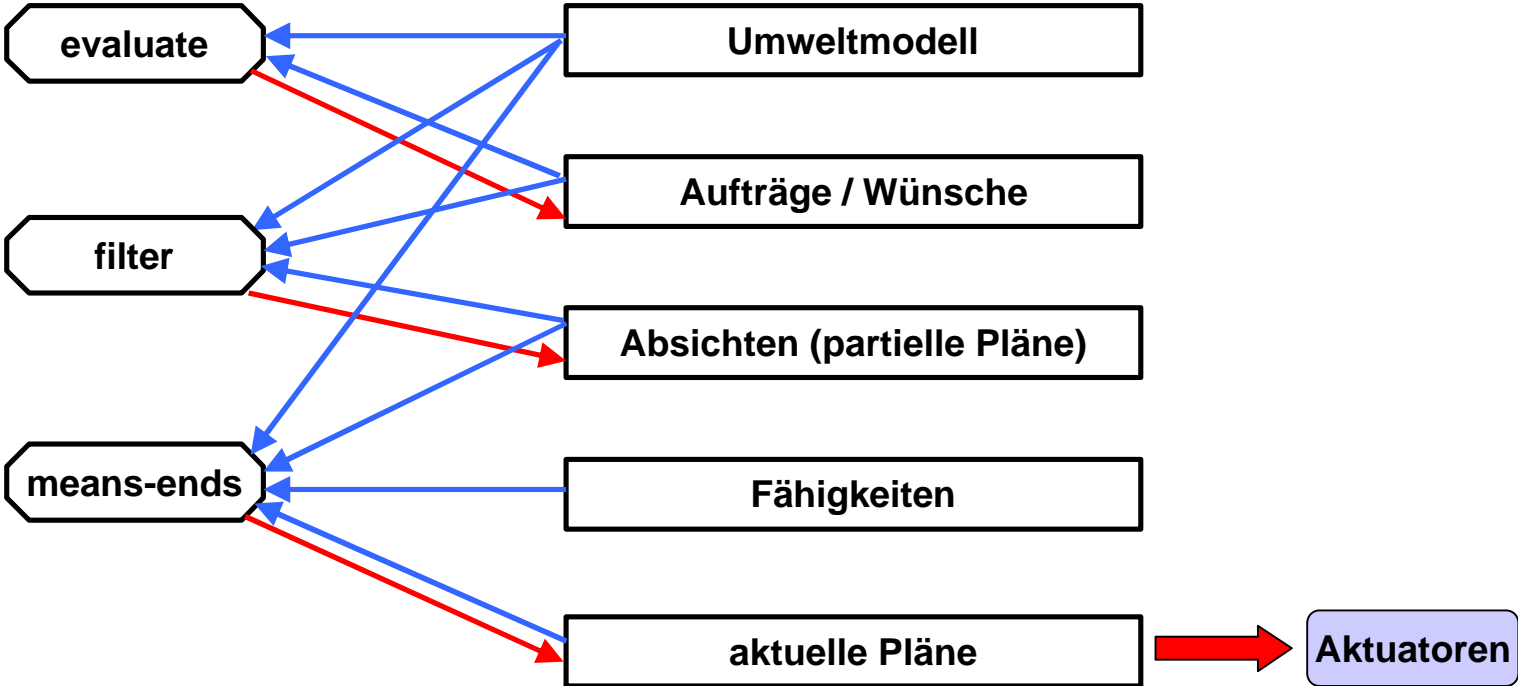 evaluate
Umweltmodell
Aufträge / Wünsche
filter
Absichten (partielle Pläne)
means-ends
Fähigkeiten
aktuelle Pläne
Aktuatoren